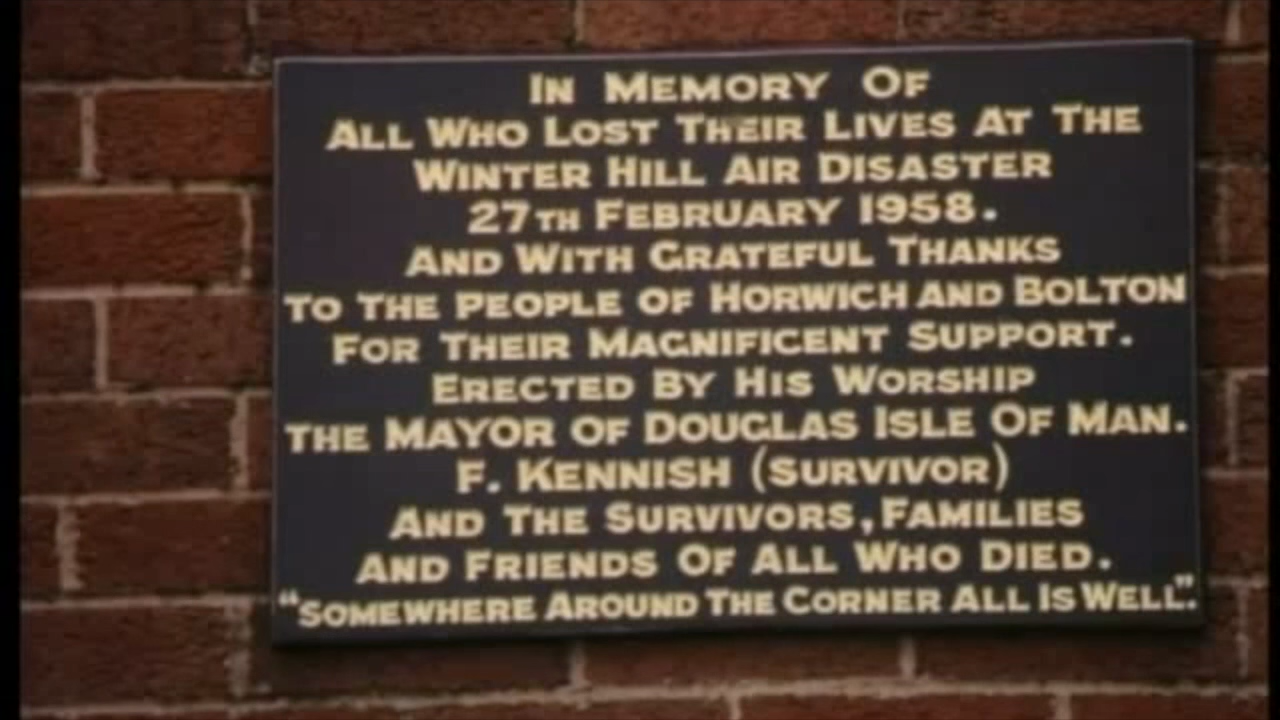 IN MEMORY OF
ALL WHO LOST THEIR LIVES AT THE
WINTER HILL AIR DISASTER
27TH FEBRUARY 1958.
AND WITH GRATEFUL THANKS
TO THE PEOPLE OF HORWICH AND BOLTON
FOR THEIR MAGNIFICENT SUPPORT.
ERECTED BY HIS WORSHIP
THE MAYOR OF DOUGLAS ISLE OF MAN.
F. KENNISH (SURVIVOR)
AND THE SURVIVORS, FAMILIES
AND FRIENDS OF ALL WHO DIED.
“SOMEWHERE AROUND THE CORNER ALL IS WELL”.